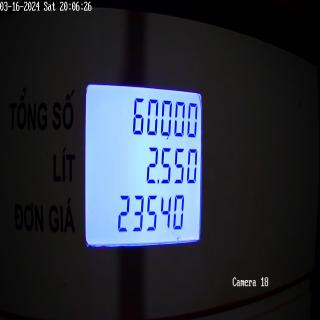 03-16-2024 Sat 20:06:26
TỔNG SỐ 60000
LÍT 2.550
ĐƠN GIÁ 23540
Camera 18